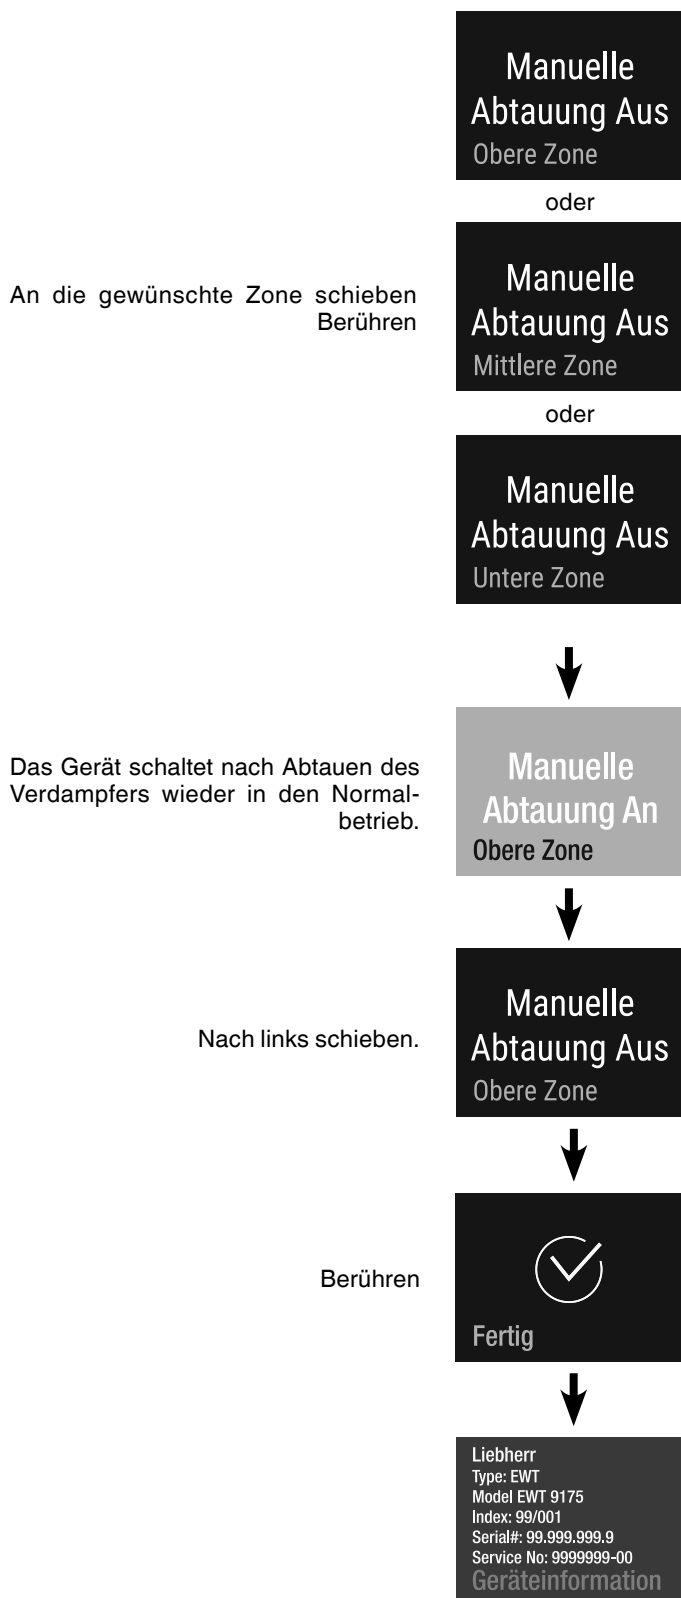 Manuelle
Abtauung Aus
Obere Zone
oder
An die gewünschte Zone schieben
Berühren
Manuelle
Abtauung Aus
Mittlere Zone
oder
Manuelle
Abtauung Aus
Untere Zone
Das Gerät schaltet nach Abtauen des
Verdampfers wieder in den Normal-
betrieb.
Manuelle
Abtauung An
Obere Zone
Nach links schieben.
Manuelle
Abtauung Aus
Obere Zone
Berühren
Fertig
Liebherr
Type: EWT
Model EWT 9175
Index: 99/001
Serial#: 99.999.999.9
Service No: 9999999-00
Geräteinformation